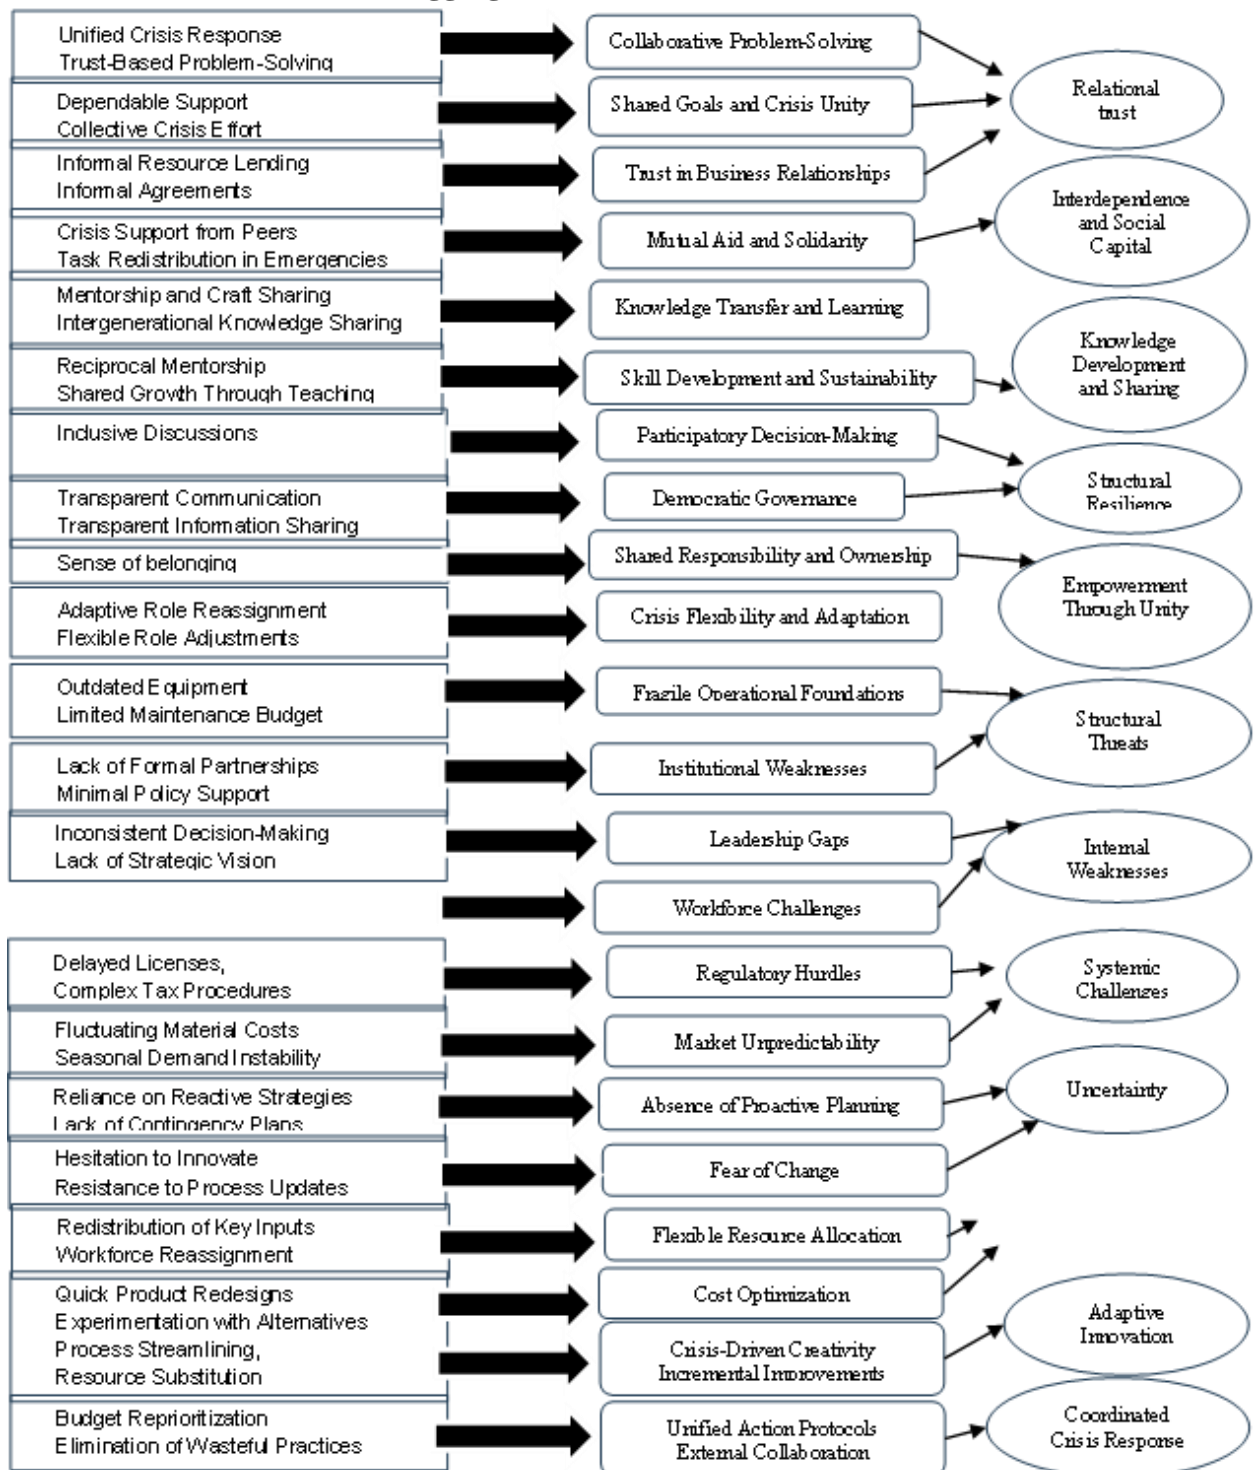 Unified Crisis Response
Trust-Based Problem-Solving
Collaborative Problem-Solving
Relational
trust
Dependable Support
Collective Crisis Effort
Shared Goals and Crisis Unity
Informal Resource Lending
Informal Agreements
Trust in Business Relationships
Interdependence
and Social
Capital
Crisis Support from Peers
Task Redistribution in Emergencies
Mutual Aid and Solidarity
Mentorship and Craft Sharing
Intergenerational Knowledge Sharing
Knowledge Transfer and Learning
Knowledge
Development
and Sharing
Reciprocal Mentorship
Shared Growth Through Teaching
Skill Development and Sustainability
Inclusive Discussions
Participatory Decision-Making
Structural
Resilience
Transparent Communication
Transparent Information Sharing
Democratic Governance
Sense of belonging
Shared Responsibility and Ownership
Empowerment
Through Unity
Adaptive Role Reassignment
Flexible Role Adjustments
Crisis Flexibility and Adaptation
Outdated Equipment
Limited Maintenance Budget
Fragile Operational Foundations
Structural
Threats
Lack of Formal Partnerships
Minimal Policy Support
Institutional Weaknesses
Inconsistent Decision-Making
Lack of Strategic Vision
Leadership Gaps
Internal
Weaknesses
Workforce Challenges
Delayed Licenses,
Complex Tax Procedures
Regulatory Hurdles
Systemic
Challenges
Fluctuating Material Costs
Seasonal Demand Instability
Market Unpredictability
Reliance on Reactive Strategies
Lack of Contingency Plans
Absence of Proactive Planning
Uncertainty
Hesitation to Innovate
Resistance to Process Updates
Fear of Change
Redistribution of Key Inputs
Workforce Reassignment
Flexible Resource Allocation
Quick Product Redesigns
Experimentation with Alternatives
Process Streamlining,
Resource Substitution
Cost Optimization
Crisis-Driven Creativity
Incremental Improvements
Adaptive
Innovation
Budget Reprioritization
Elimination of Wasteful Practices
Unified Action Protocols
External Collaboration
Coordinated
Crisis Response